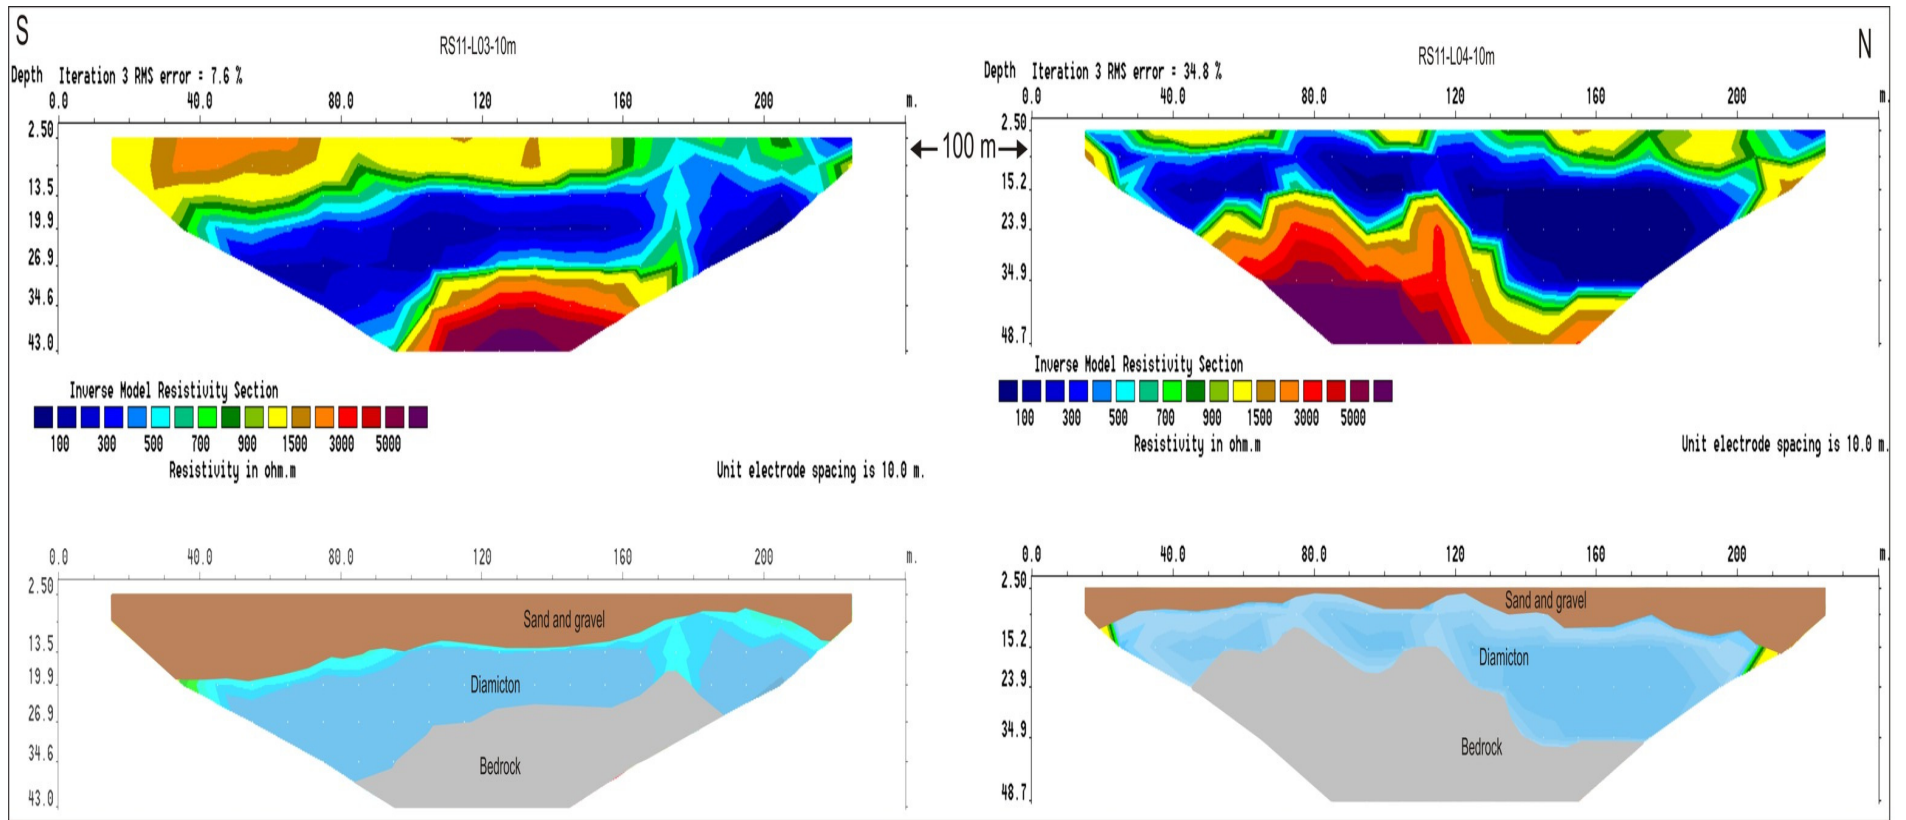 S
N
RS11-L03-10m
Depth Iteration 3 RMS error = 7.6 %
0.0 40.0 80.0 120 160 200 m.
2.50
13.5
19.9
26.9
34.6
43.0
Inverse Model Resistivity Section
100 300 500 700 900 1500 3000 5000
Resistivity in ohm.m
Unit electrode spacing is 10.0 m.
100 m
RS11-L04-10m
Depth Iteration 3 RMS error = 34.8 %
0.0 40.0 80.0 120 160 200 m.
2.50
15.2
23.9
34.9
48.7
Inverse Model Resistivity Section
100 300 500 700 900 1500 3000 5000
Resistivity in ohm.m
Unit electrode spacing is 10.0 m.
0.0 40.0 80.0 120 160 200 m.
2.50
13.5
19.9
26.9
34.6
43.0
Sand and gravel
Diamicton
Bedrock
0.0 40.0 80.0 120 160 200 m.
2.50
15.2
23.9
34.9
48.7
Sand and gravel
Diamicton
Bedrock